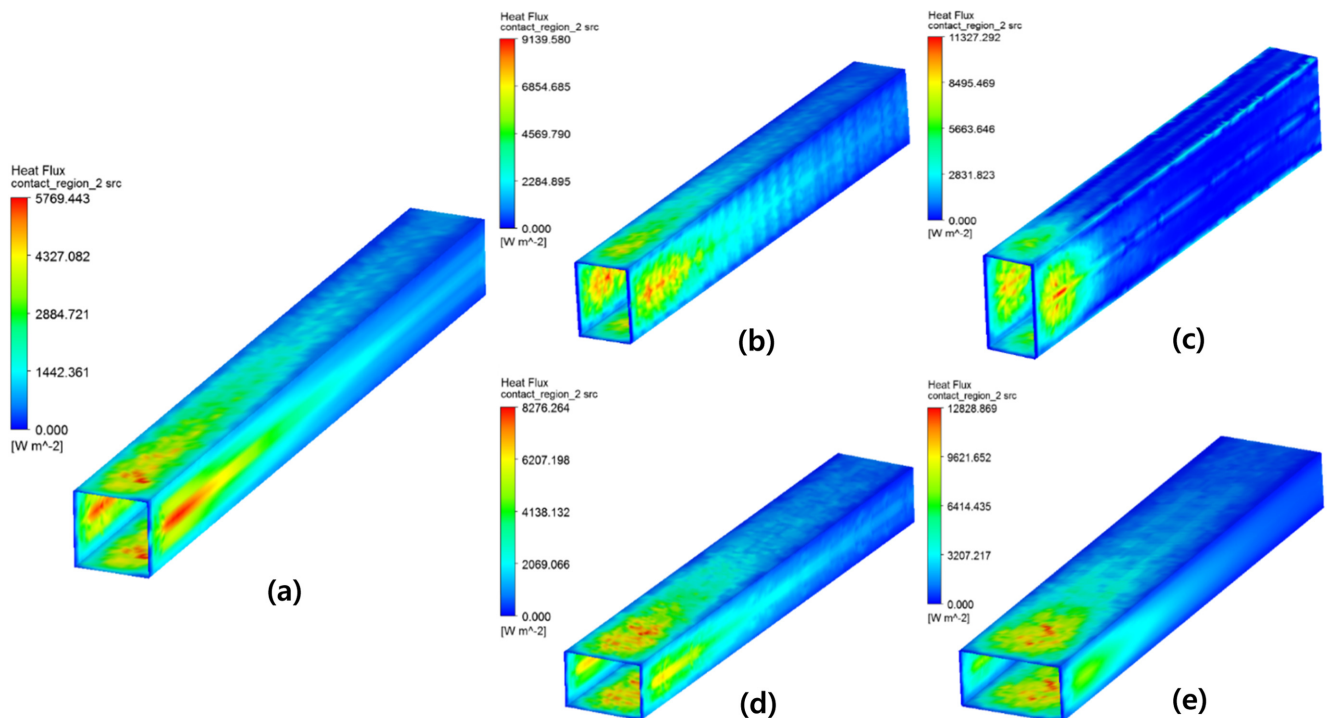 Heat Flux
contact_region_2 src
5769.443
4327.082
2884.721
1442.361
0.000
[W m^-2]
(a)
Heat Flux
contact_region_2 src
9139.580
6854.685
4569.790
2284.895
0.000
[W m^-2]
(b)
Heat Flux
contact_region_2 src
11327.292
8495.469
5663.646
2831.823
0.000
[W m^-2]
(c)
Heat Flux
contact_region_2 src
8276.264
6207.198
4138.132
2069.066
0.000
[W m^-2]
(d)
Heat Flux
contact_region_2 src
12828.869
9621.652
6414.435
3207.217
0.000
[W m^-2]
(e)